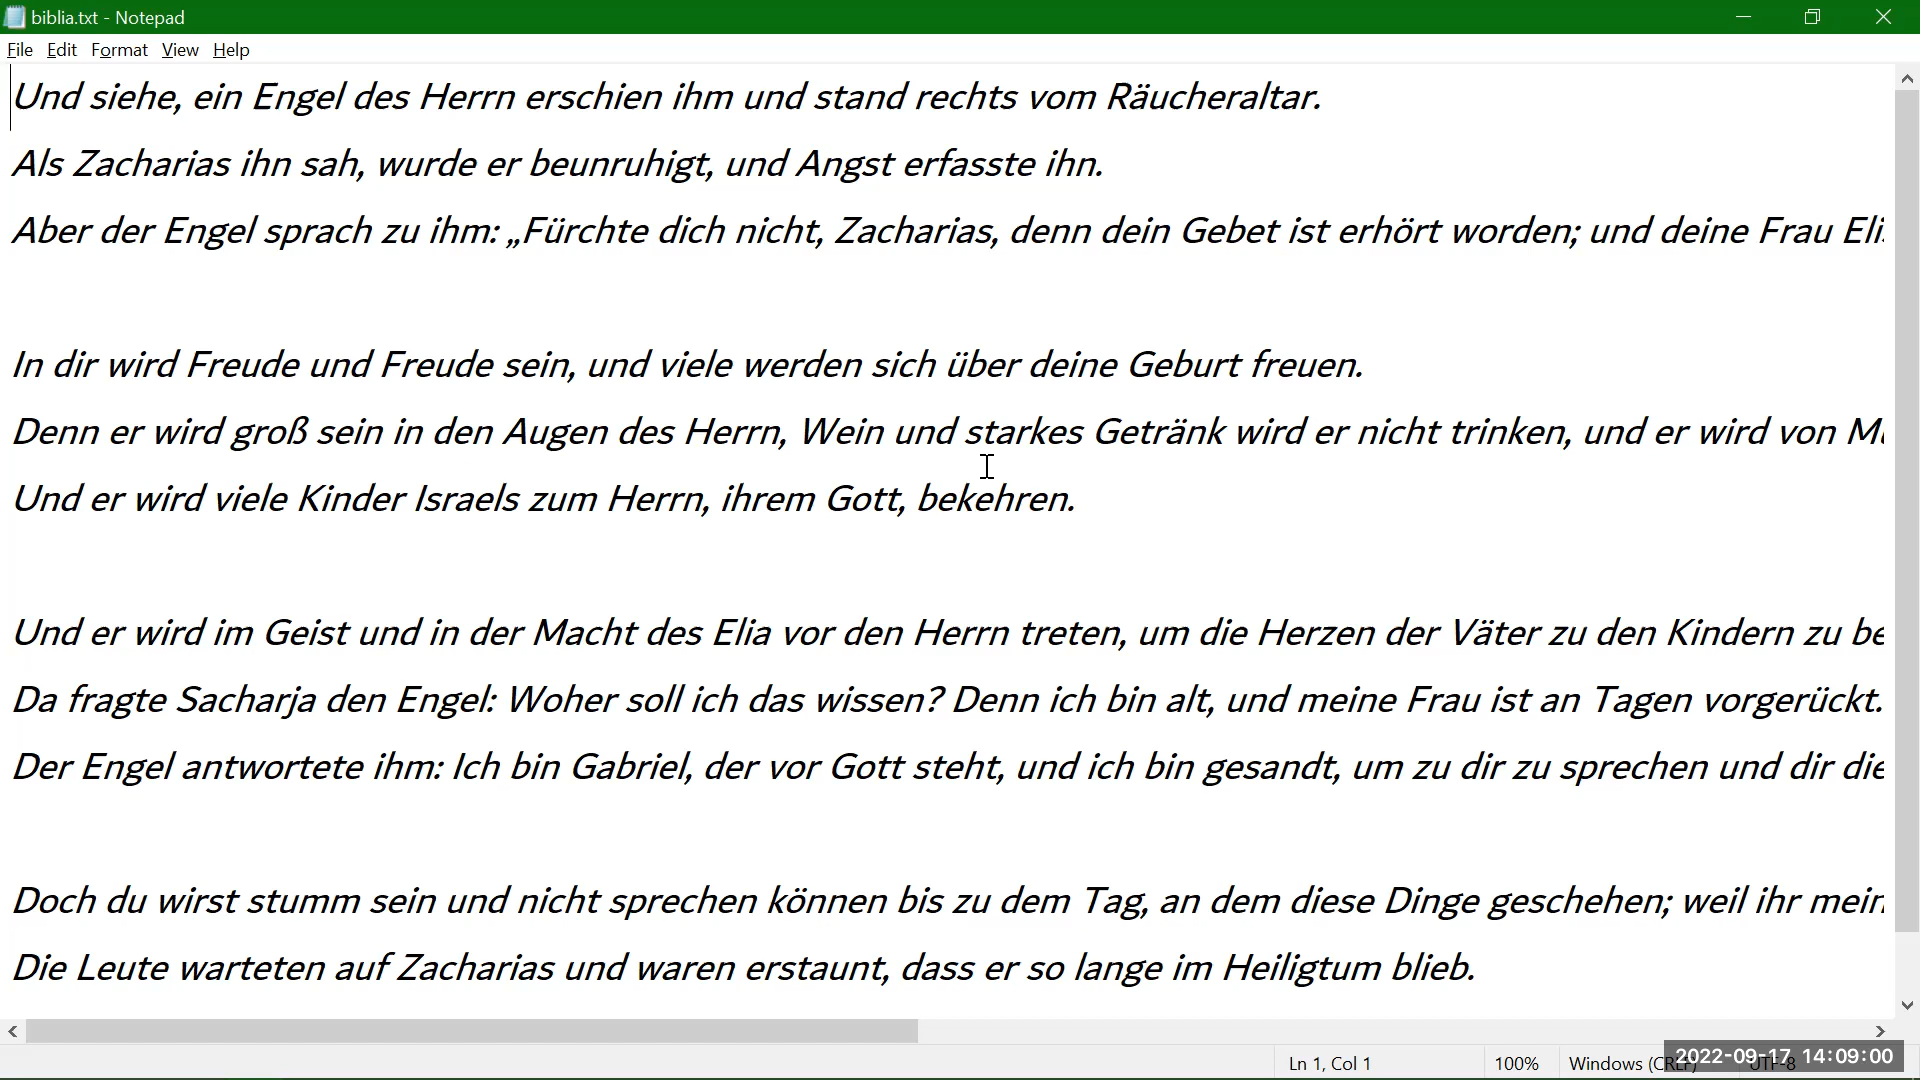 biblia.txt - Notepad
File Edit Format View Help
Und siehe, ein Engel des Herrn erschien ihm und stand rechts vom Räucheraltar.
Als Zacharias ihn sah, wurde er beunruhigt, und Angst erfasste ihn.
Aber der Engel sprach zu ihm: „Fürchte dich nicht, Zacharias, denn dein Gebet ist erhört worden; und deine Frau
In dir wird Freude und Freude sein, und viele werden sich über deine Geburt freuen.
Denn er wird groß sein in den Augen des Herrn, Wein und starkes Getränk wird er nicht trinken, und er wird von
Und er wird viele Kinder Israels zum Herrn, ihrem Gott, bekehren.
Und er wird im Geist und in der Macht des Elia vor den Herrn treten, um die Herzen der Väter zu den Kindern zu
Da fragte Sacharja den Engel: Woher soll ich das wissen? Denn ich bin alt, und meine Frau ist an Tagen vorgerückt.
Der Engel antwortete ihm: Ich bin Gabriel, der vor Gott steht, und ich bin gesandt, um zu dir zu sprechen und dir die
Doch du wirst stumm sein und nicht sprechen können bis zu dem Tag, an dem diese Dinge geschehen; weil ihr mein
Die Leute warteten auf Zacharias und waren erstaunt, dass er so lange im Heiligtum blieb.
Ln 1, Col 1 100% Windows (CRLF) UTF-8
2022-09-17 14:09:00